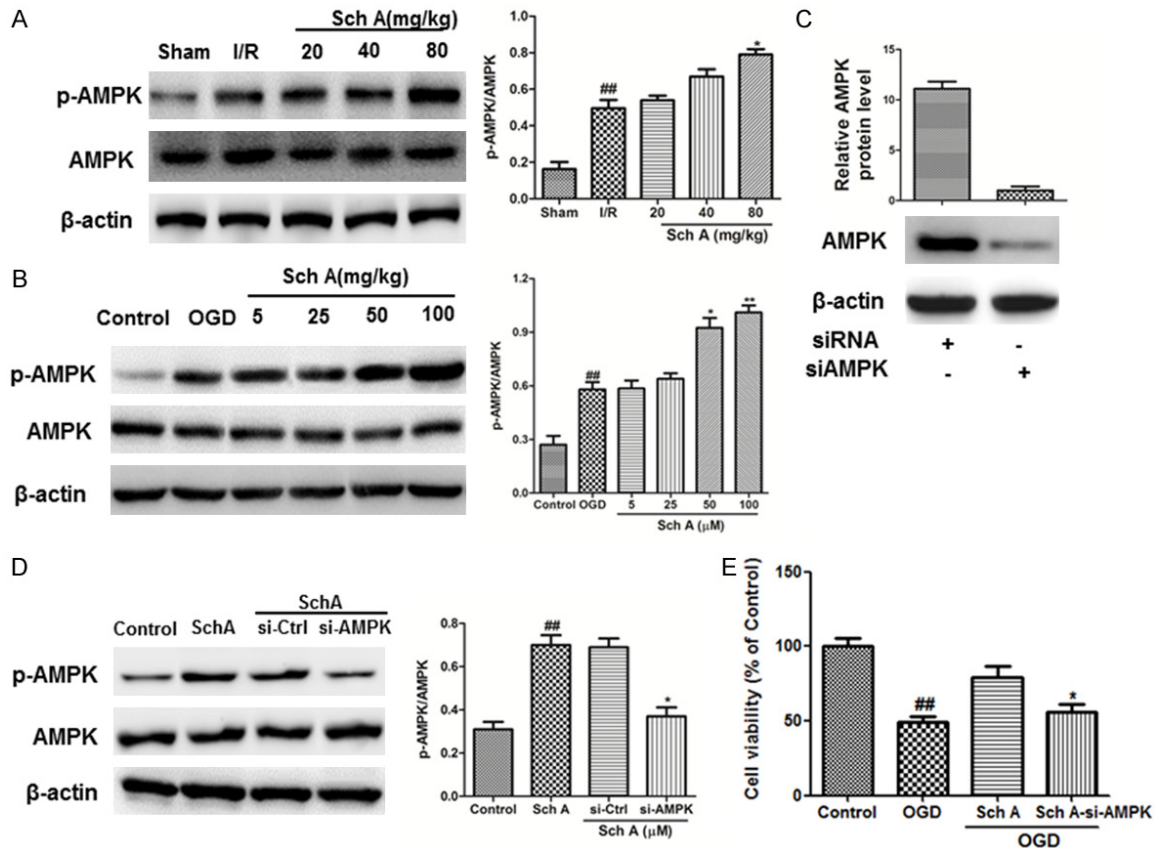 A
Sch A(mg/kg)
Sham I/R 20 40 80
p-AMPK
AMPK
β-actin
p-AMPK/AMPK
1.0
0.8
0.6
0.4
0.2
0.0
##
*
Sham I/R 20 40 80
Sch A (mg/kg)
C
Relative AMPK
protein level
15
10
5
0
AMPK
β-actin
siRNA + -
siAMPK - +
B
Sch A(mg/kg)
Control OGD 5 25 50 100
p-AMPK
AMPK
β-actin
p-AMPK/AMPK
1.2
0.9
0.6
0.3
0.0
##
*
**
Control OGD 5 25 50 100
Sch A (μM)
D
SchA
Control SchA si-Ctrl si-AMPK
p-AMPK
AMPK
β-actin
p-AMPK/AMPK
0.8
0.6
0.4
0.2
0.0
##
*
Control Sch A si-Ctrl si-AMPK
Sch A (μM)
E
Cell viability (% of Control)
150
100
50
0
##
*
Control OGD Sch A Sch A-si-AMPK
OGD